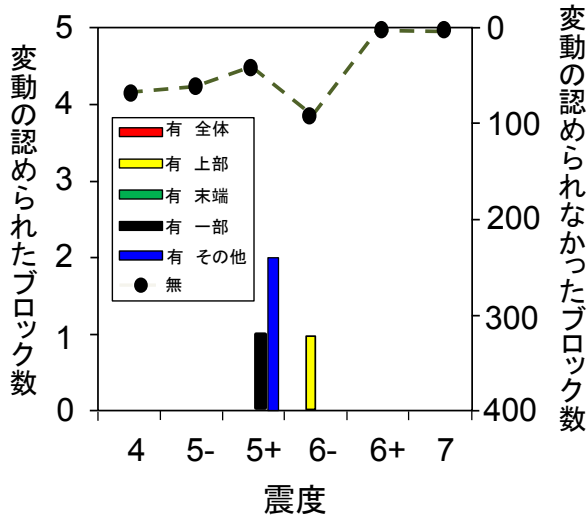 変動の認められたブロック数
5
4
3
2
1
0
有 全体
有 上部
有 末端
有 一部
有 その他
無
0
100
200
300
400
変動の認められなかったブロック数
4 5- 5+ 6- 6+ 7
震度